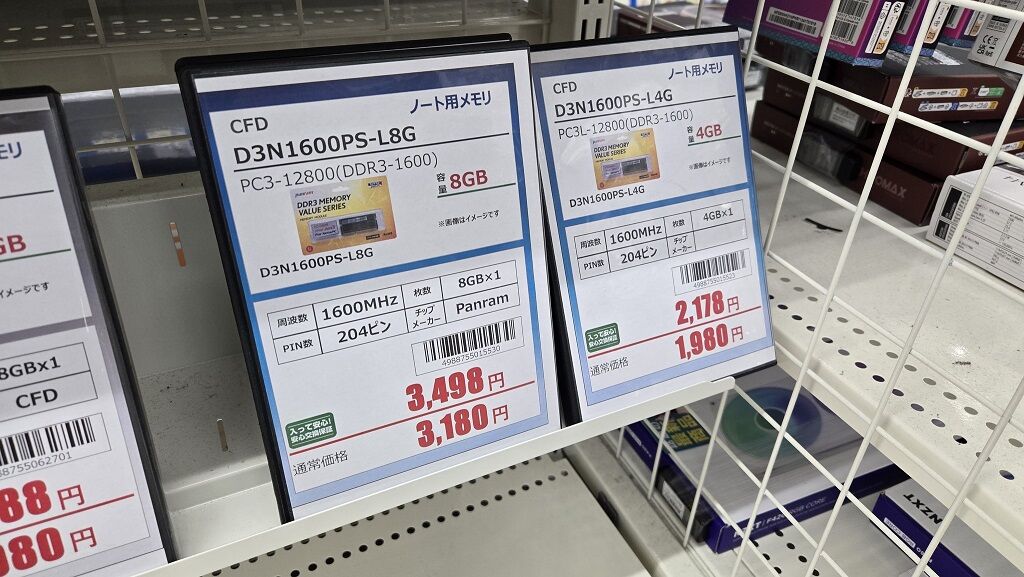 モリ
GB
イメージです
8GB×1
CFD
88755062701
88円
980円
ノート用メモリ
CFD
D3N1600PS-L8G
PC3-12800(DDR3-1600)
容量 8GB
DDR3 MEMORY
VALUE SERIES
※画像はイメージです
D3N1600PS-L8G
周波数 1600MHz 枚数 8GB×1
PIN数 204ピン チップメーカー Panram
4988755015530
3,498円
入って安心!
安心交換保証
3,180円
通常価格
ノート用メモリ
CFD
D3N1600PS-L4G
PC3L-12800(DDR3-1600)
容量 4GB
DDR3 MEMORY
VALUE SERIES
※画像はイメージです
D3N1600PS-L4G
周波数 1600MHz 枚数 4GB×1
PIN数 204ピン チップメーカー
4988755015523
2,178円
入って安心!
安心交換保証
1,980円
通常価格
NZXT